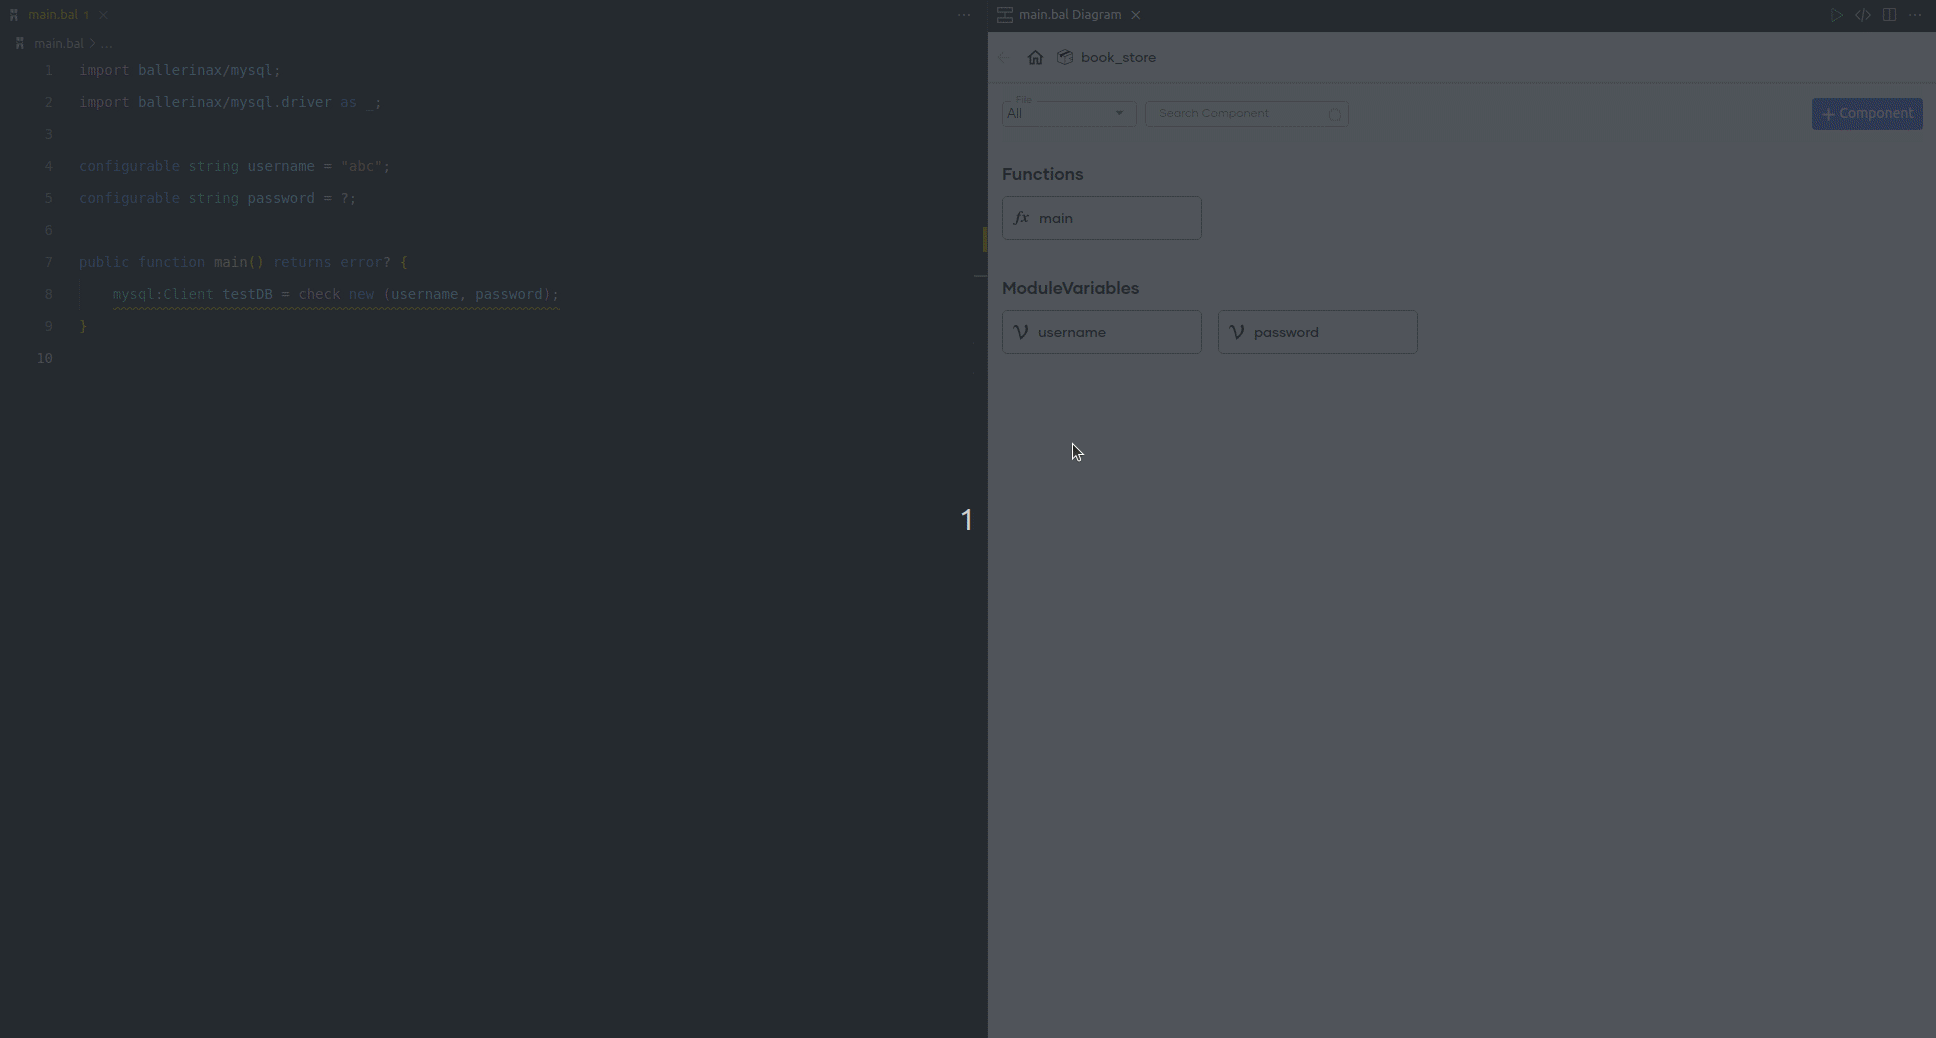 main.bal 1
main.bal > ...
1 import ballerinax/mysql;
2 import ballerinax/mysql.driver as _;
3
4 configurable string username = "abc";
5 configurable string password = ?;
6
7 public function main() returns error? {
8 mysql:Client testDB = check new (username, password);
9 }
10
1
main.bal Diagram
book_store
File
All
Search Component
+ Component
Functions
fx main
ModuleVariables
username
password